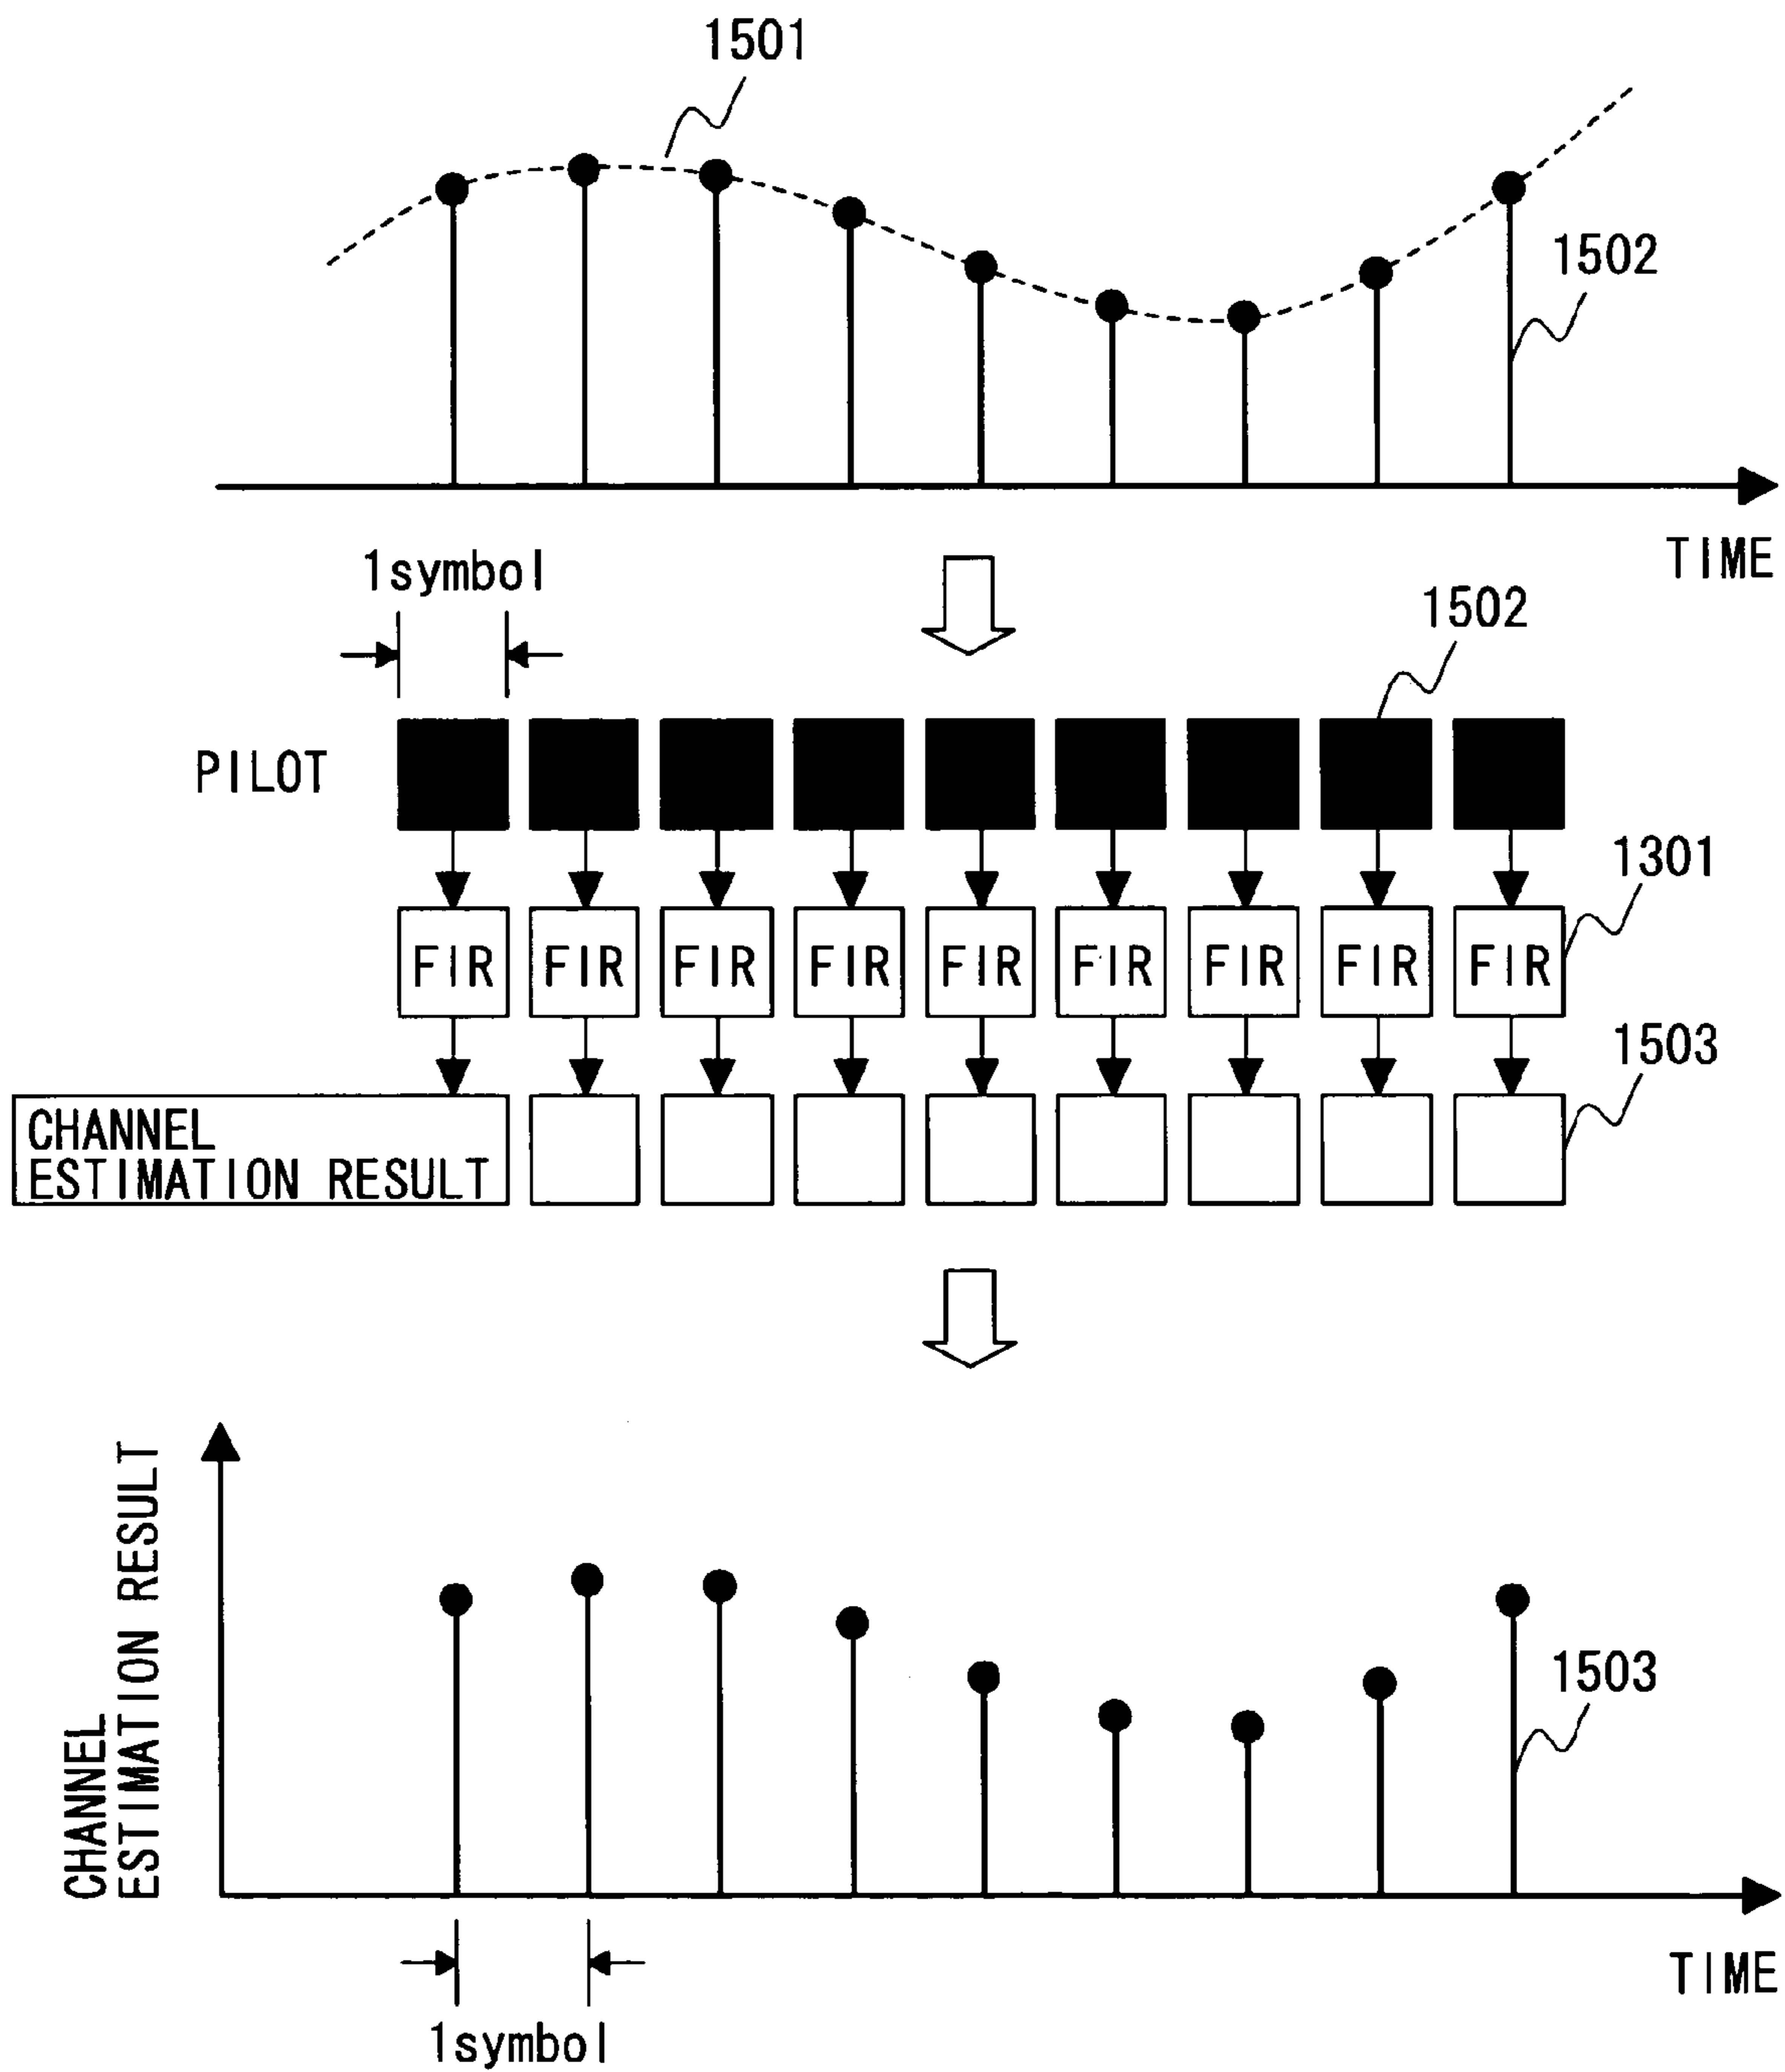 1501
1502
TIME
1symbol
1502
PILOT
1301
FIR FIR FIR FIR FIR FIR FIR FIR FIR
1503
CHANNEL
ESTIMATION RESULT
CHANNEL
ESTIMATION RESULT
1503
TIME
1symbol